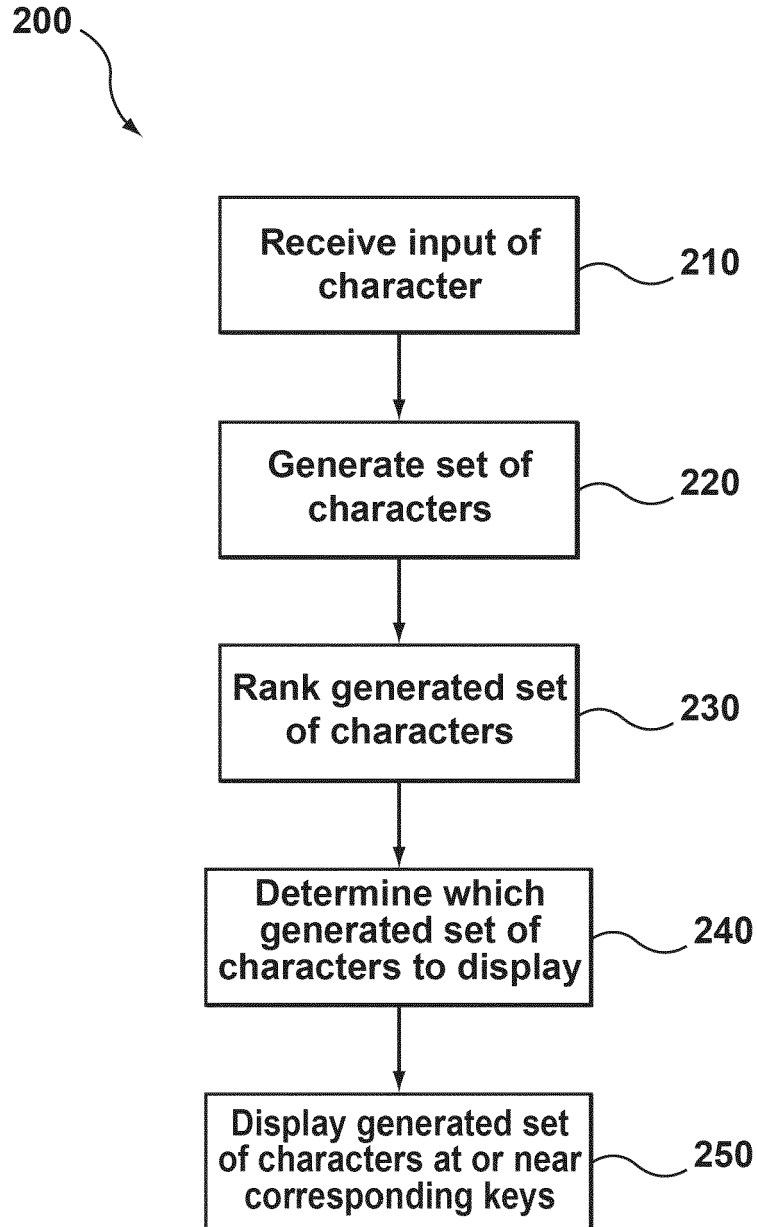 200
Receive input of
character
210
Generate set of
characters
220
Rank generated set
of characters
230
Determine which
generated set of
characters to display
240
Display generated set
of characters at or near
corresponding keys
250